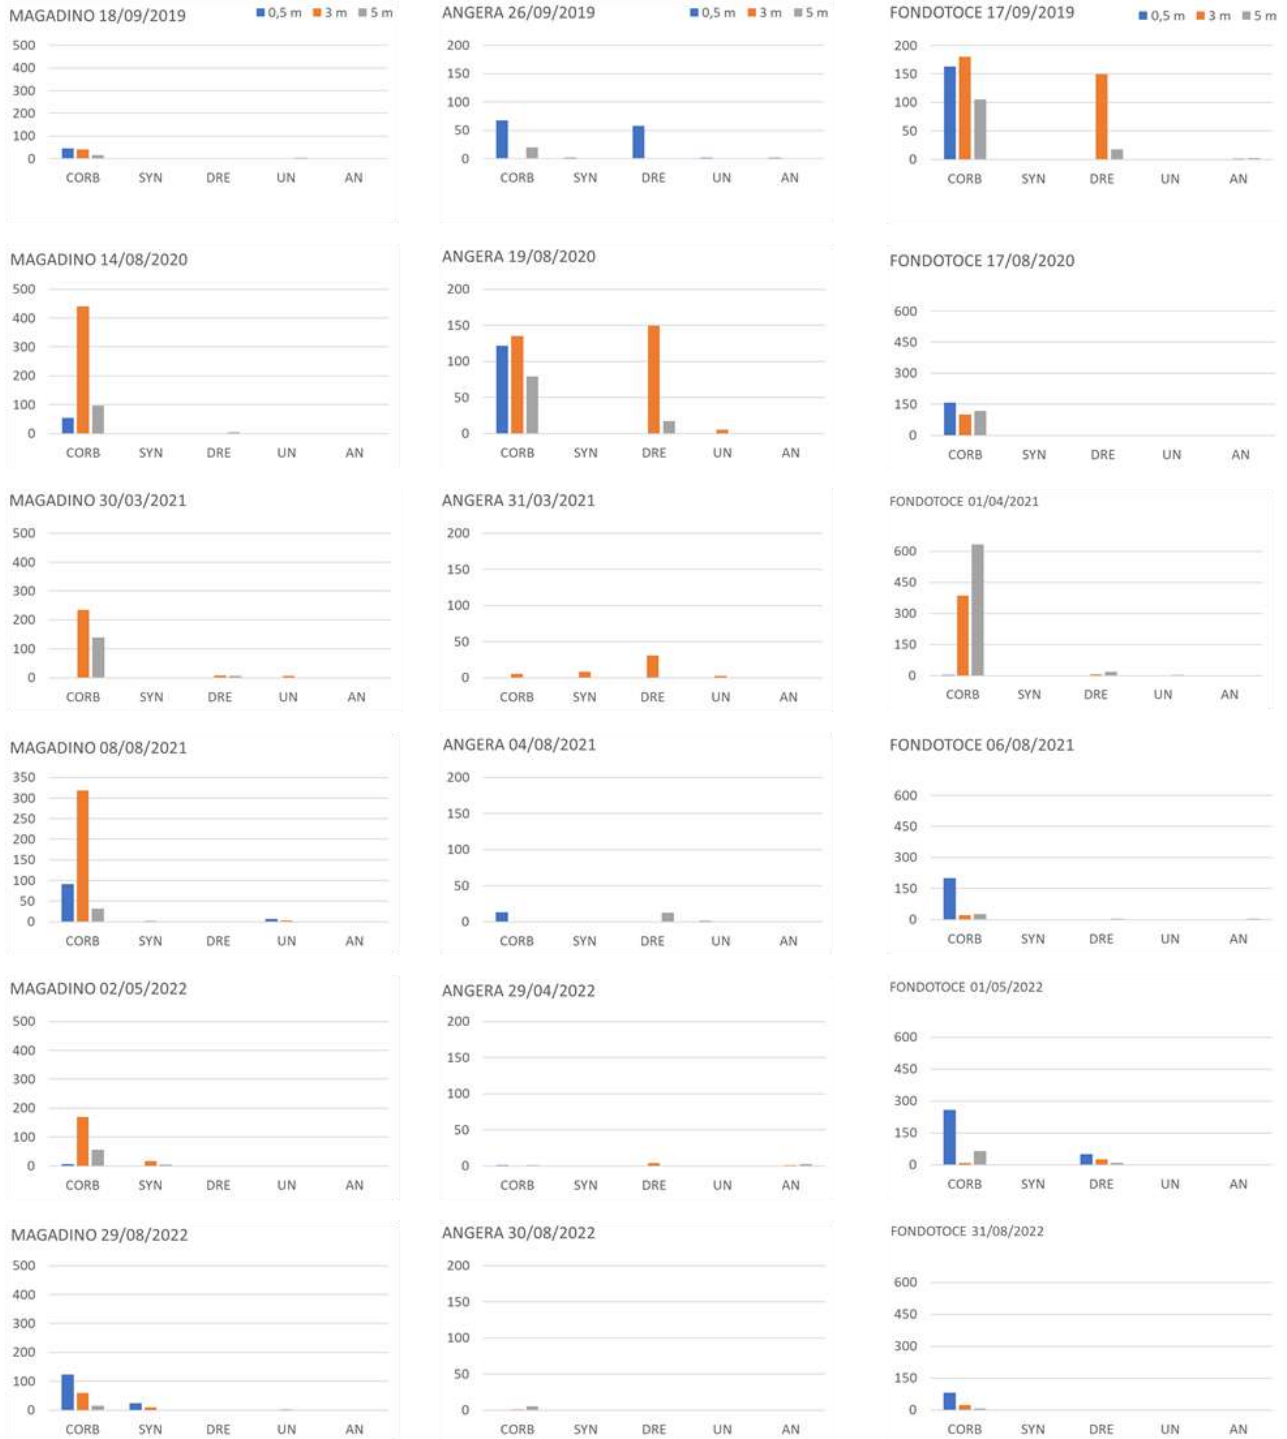 MAGADINO 18/09/2019
500
400
300
200
100
0
CORB SYN DRE UN AN
0,5 m 3 m 5 m
ANGERA 26/09/2019
0,5 m 3 m 5 m
200
150
100
50
0
CORB SYN DRE UN AN
FONDOTOCE 17/09/2019
0,5 m 3 m 5 m
200
150
100
50
0
CORB SYN DRE UN AN
MAGADINO 14/08/2020
500
400
300
200
100
0
CORB SYN DRE UN AN
ANGERA 19/08/2020
200
150
100
50
0
CORB SYN DRE UN AN
FONDOTOCE 17/08/2020
600
450
300
150
0
CORB SYN DRE UN AN
MAGADINO 30/03/2021
500
400
300
200
100
0
CORB SYN DRE UN AN
ANGERA 31/03/2021
200
150
100
50
0
CORB SYN DRE UN AN
FONDOTOCE 01/04/2021
600
450
300
150
0
CORB SYN DRE UN AN
MAGADINO 08/08/2021
350
300
250
200
150
100
50
0
CORB SYN DRE UN AN
ANGERA 04/08/2021
200
150
100
50
0
CORB SYN DRE UN AN
FONDOTOCE 06/08/2021
600
450
300
150
0
CORB SYN DRE UN AN
MAGADINO 02/05/2022
500
400
300
200
100
0
CORB SYN DRE UN AN
ANGERA 29/04/2022
200
150
100
50
0
CORB SYN DRE UN AN
FONDOTOCE 01/05/2022
600
450
300
150
0
CORB SYN DRE UN AN
MAGADINO 29/08/2022
500
400
300
200
100
0
CORB SYN DRE UN AN
ANGERA 30/08/2022
200
150
100
50
0
CORB SYN DRE UN AN
FONDOTOCE 31/08/2022
600
450
300
150
0
CORB SYN DRE UN AN